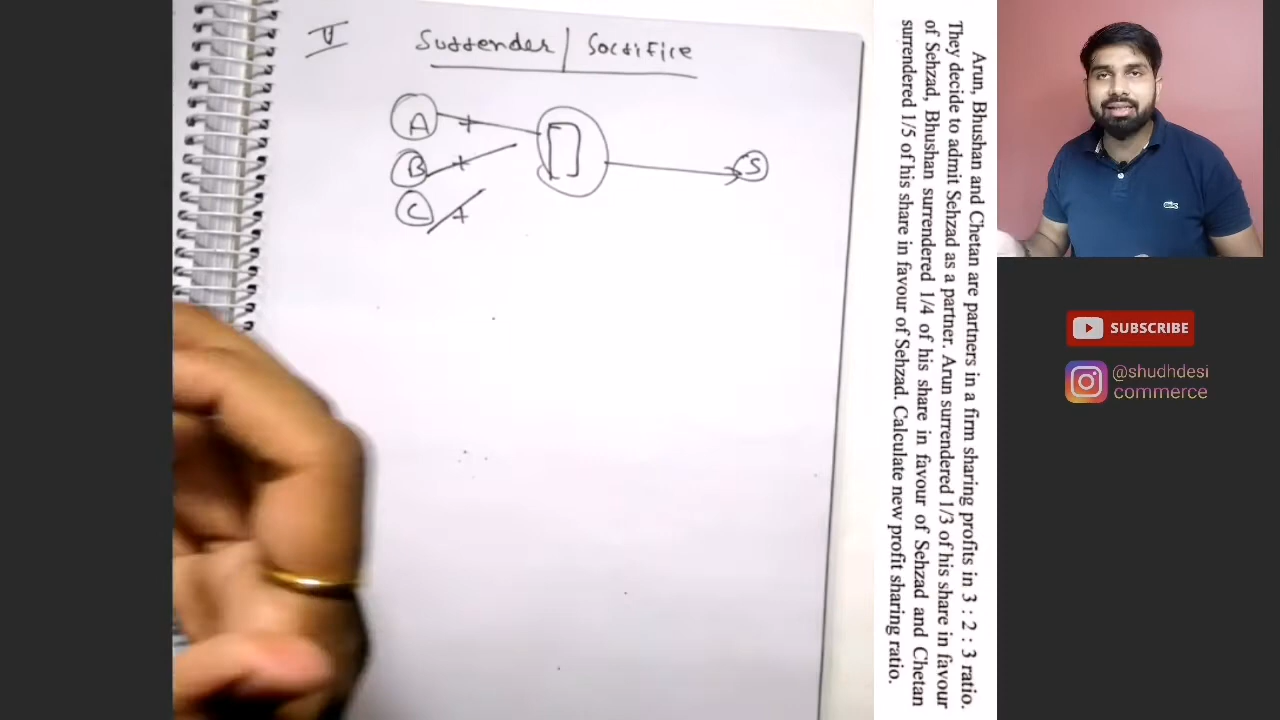 V
Surrender | Sacrifice
A
B
C
S
Arun, Bhushan and Chetan are partners in a firm sharing profits in 3 : 2 : 3 ratio.
They decide to admit Sehzad as a partner. Arun surrendered 1/3 of his share in favour
of Sehzad, Bhushan surrendered 1/4 of his share in favour of Sehzad and Chetan
surrendered 1/5 of his share in favour of Sehzad. Calculate new profit sharing ratio.
SUBSCRIBE
@shudhdesi
commerce